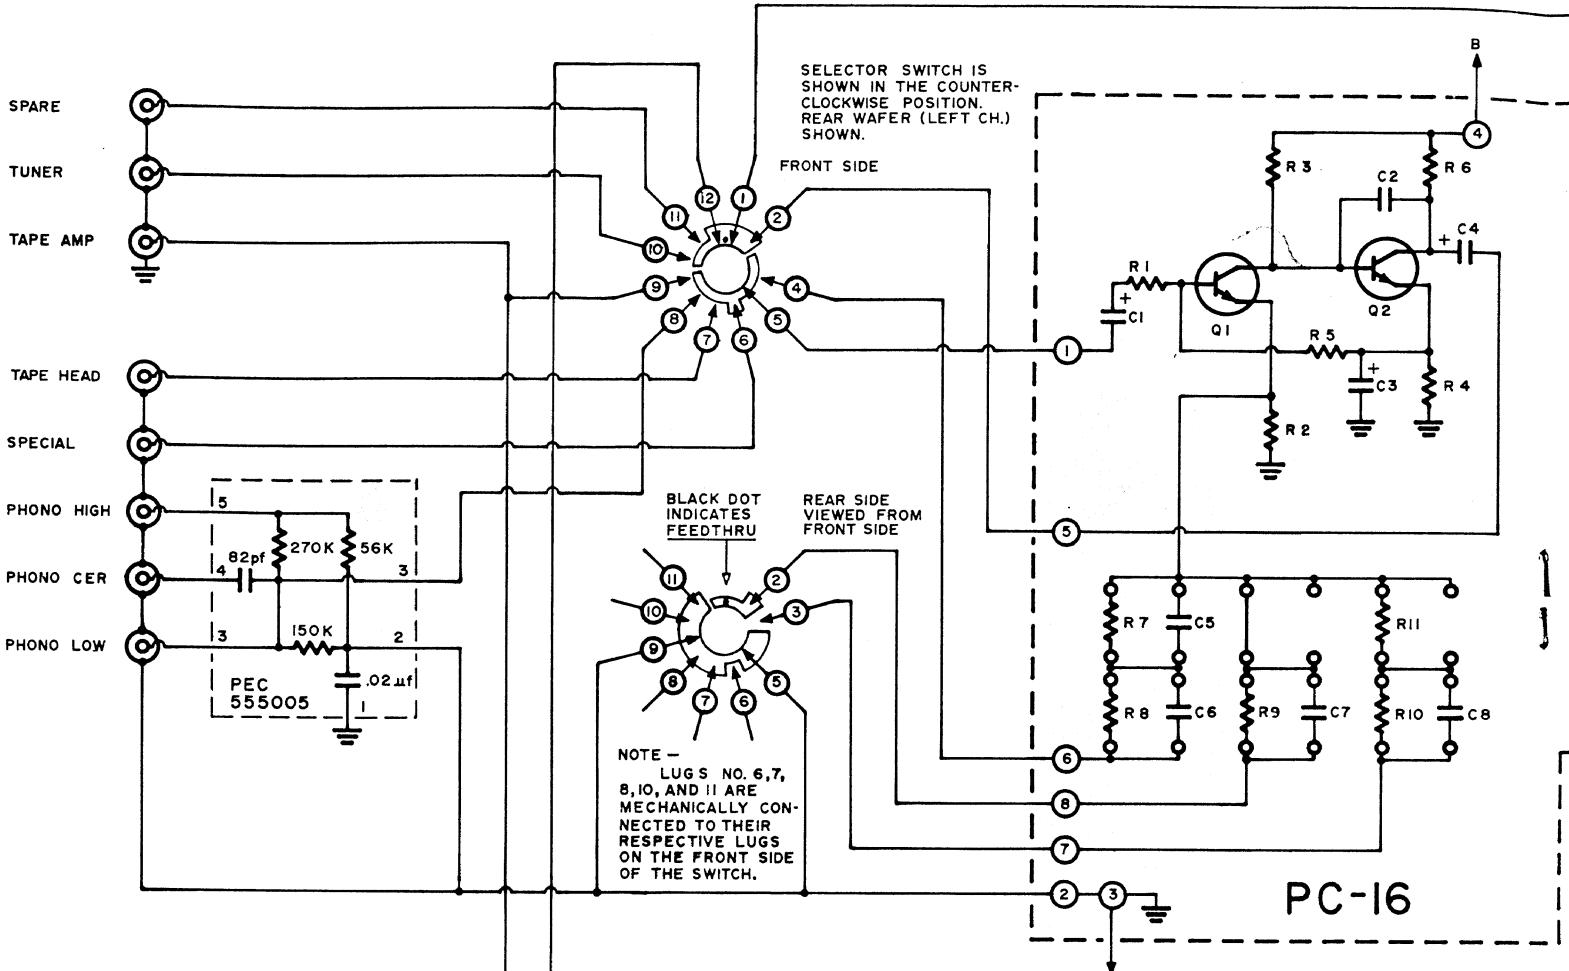 SPARE
TUNER
TAPE AMP
TAPE HEAD
SPECIAL
PHONO HIGH
PHONO CER
PHONO LOW
5
82pf
4
270K
56K
3
3
150K
2
PEC
555005
.02µf
1
SELECTOR SWITCH IS
SHOWN IN THE COUNTER-
CLOCKWISE POSITION.
REAR WAFER (LEFT CH.)
SHOWN.
FRONT SIDE
12
1
2
11
10
9
8
7
6
5
4
BLACK DOT
INDICATES
FEEDTHRU
REAR SIDE
VIEWED FROM
FRONT SIDE
11
2
10
3
9
8
7
6
5
NOTE –
LUGS NO. 6,7,
8,10, AND 11 ARE
MECHANICALLY CON-
NECTED TO THEIR
RESPECTIVE LUGS
ON THE FRONT SIDE
OF THE SWITCH.
B
4
R3
R6
C2
C4
+
R1
+
C1
Q1
Q2
R5
+
C3
R4
R2
1
5
R7
C5
R11
R8
C6
R9
C7
R10
C8
6
8
7
2
3
PC-16